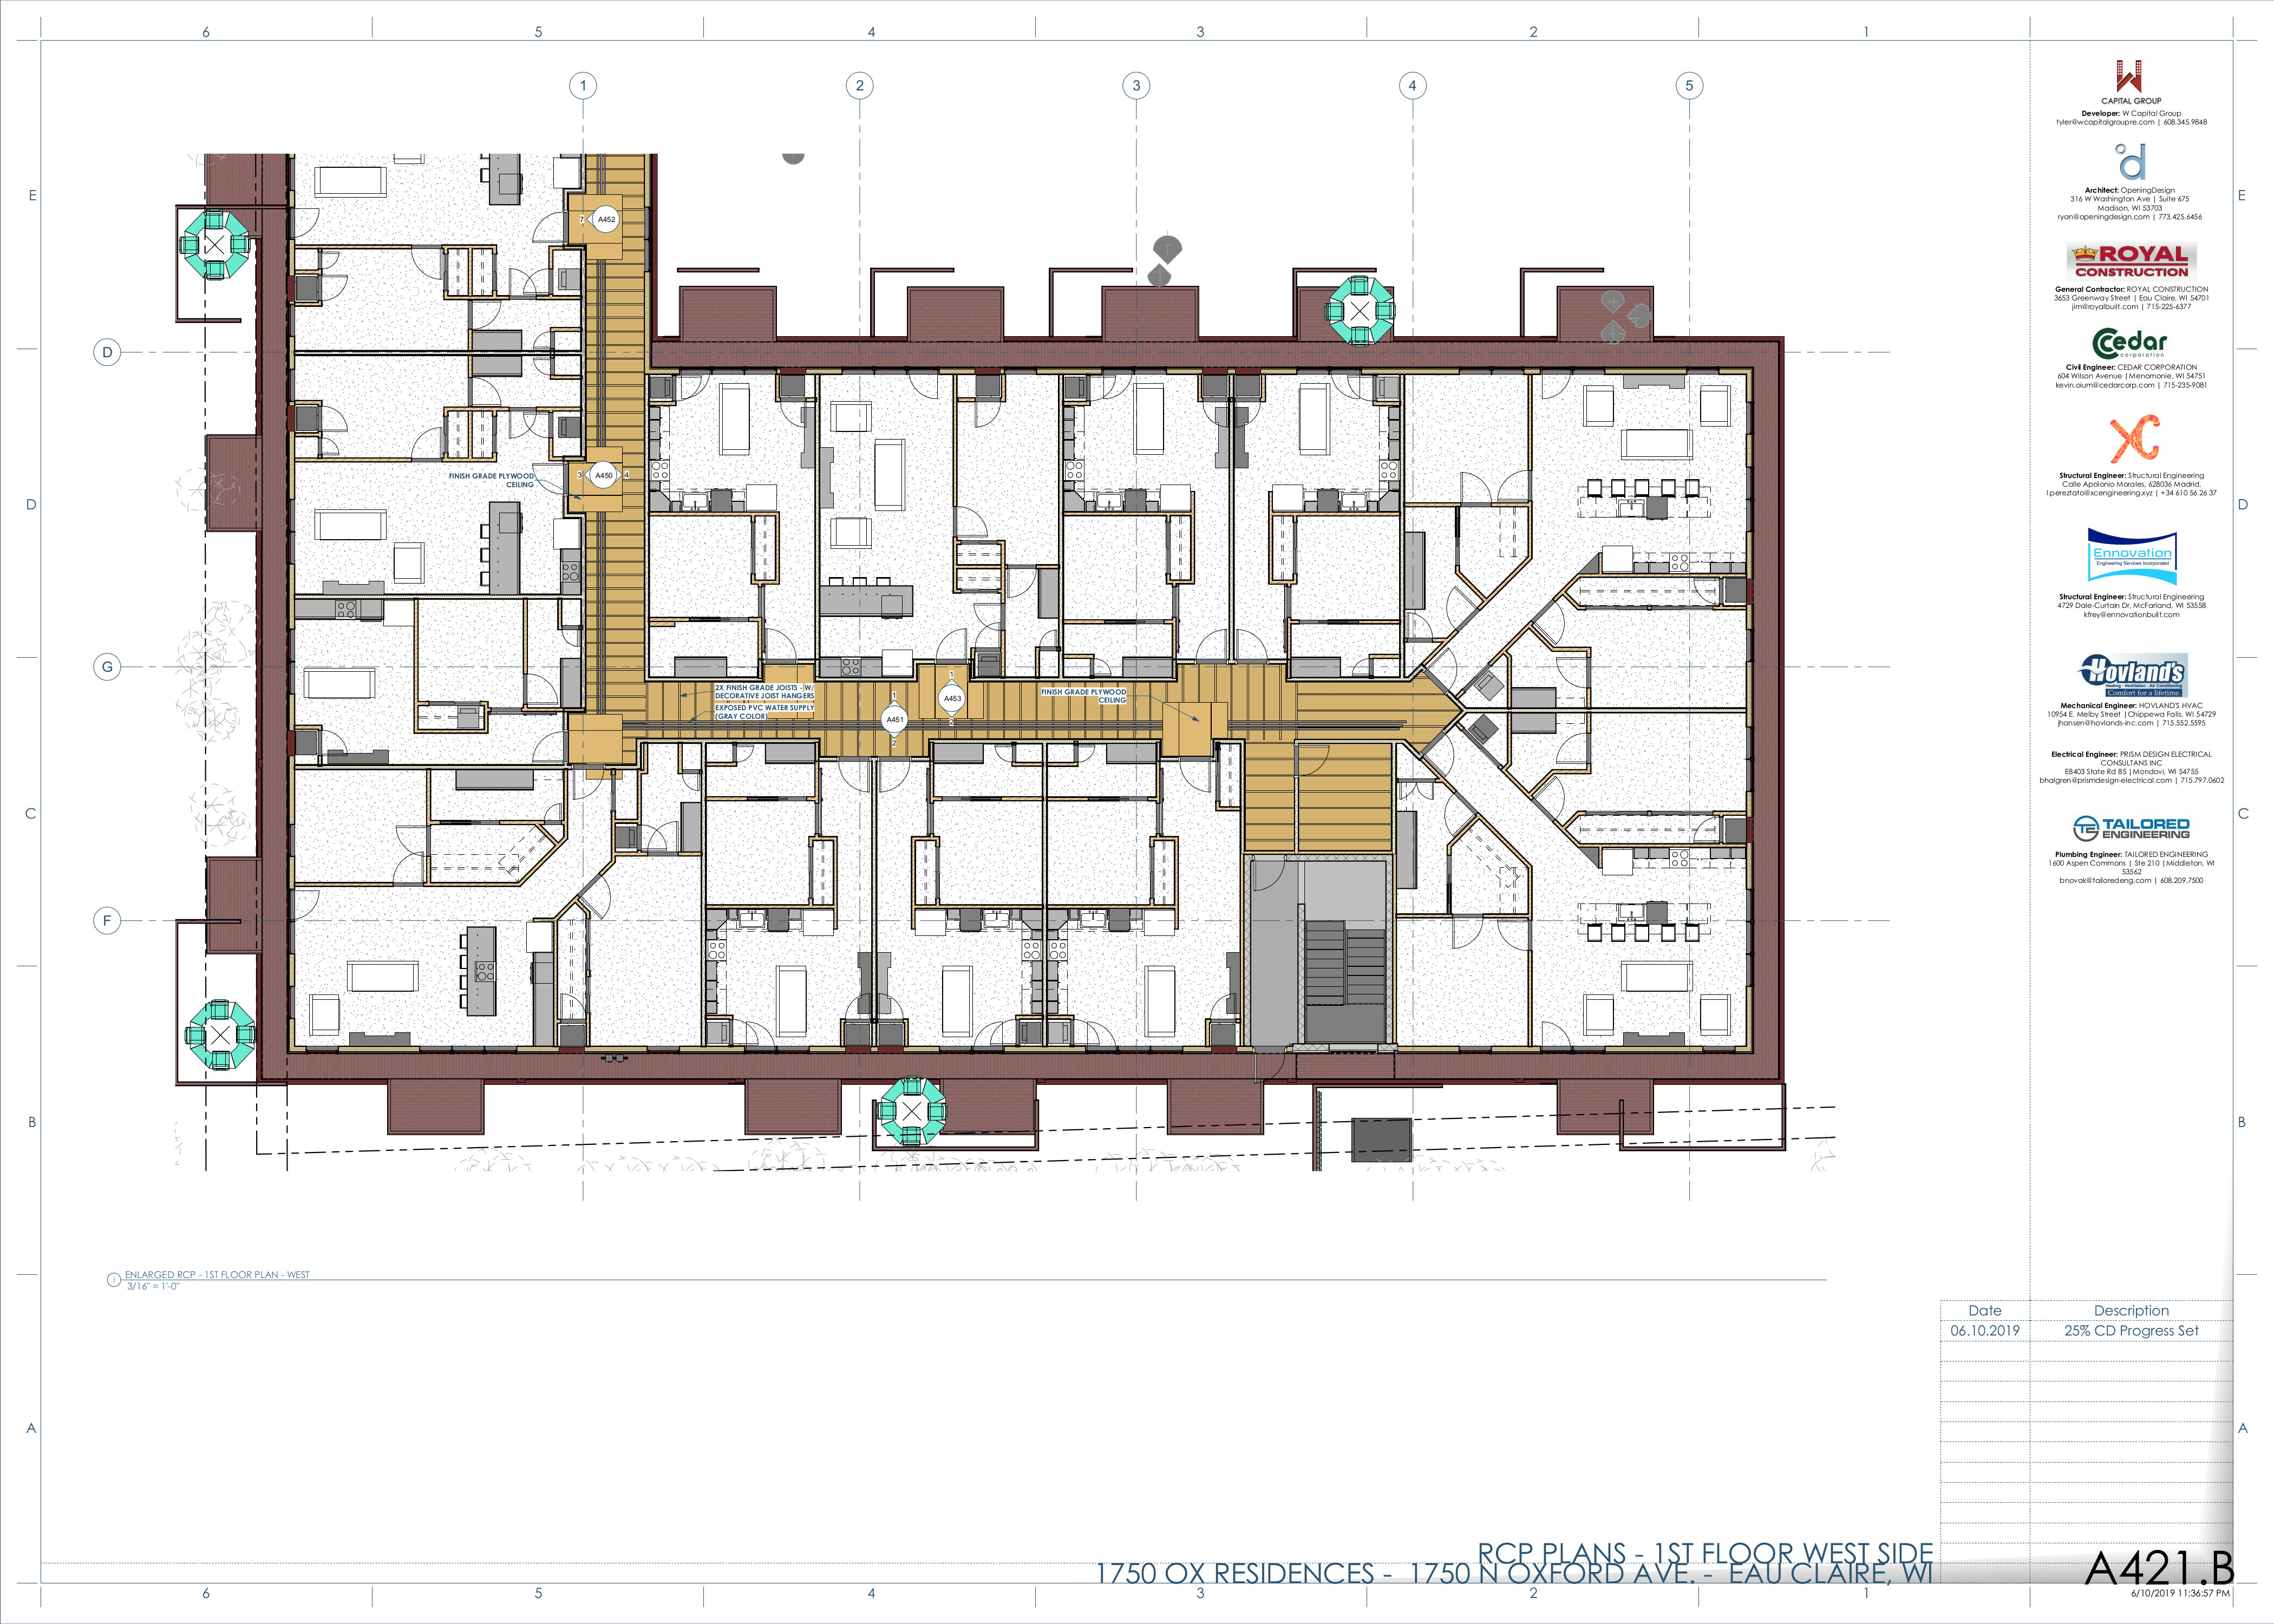 6 5 4 3 2 1
1 2 3 4 5
E E
7 A452
D
3 A450 4
FINISH GRADE PLYWOOD
CEILING
D D
G
2X FINISH GRADE JOISTS - W/
DECORATIVE JOIST HANGERS
EXPOSED PVC WATER SUPPLY
(GRAY COLOR)
1
A451
2
1
A453
2
FINISH GRADE PLYWOOD
CEILING
C C
F
B B
1 ENLARGED RCP - 1ST FLOOR PLAN - WEST
3/16" = 1'-0"
A A
CAPITAL GROUP
Developer: W Capital Group
tyler@wcapitalgroupre.com | 608.345.9848
Architect: OpeningDesign
316 W Washington Ave | Suite 675
Madison, WI 53703
ryan@openingdesign.com | 773.425.6456
ROYAL
CONSTRUCTION
General Contractor: ROYAL CONSTRUCTION
3653 Greenway Street | Eau Claire, WI 54701
jim@royalbuilt.com | 715-225-6377
Cedar
corporation
Civil Engineer: CEDAR CORPORATION
604 Wilson Avenue |Menomonie, WI 54751
kevin.oium@cedarcorp.com | 715-235-9081
XC
Structural Engineer: Structural Engineering
Calle Apolonio Morales, 628036 Madrid,
l.pereztato@xcengineering.xyz | +34 610 56 26 37
Ennovation
Engineering Services Incorporated
Structural Engineer: Structural Engineering
4729 Dale-Curtain Dr, McFarland, WI 53558
kfrey@ennovationbuilt.com
Hovland's
Heating - Ventilation - Air Conditioning
Comfort for a lifetime
Mechanical Engineer: HOVLAND'S HVAC
10954 E. Melby Street |Chippewa Falls, WI 54729
jhansen@hovlands-inc.com | 715.552.5595
Electrical Engineer: PRISM DESIGN ELECTRICAL
CONSULTANS INC
E8403 State Rd 85 |Mondovi, WI 54755
bhalgren@prismdesign-electrical.com | 715.797.0602
TAILORED
ENGINEERING
Plumbing Engineer: TAILORED ENGINEERING
1600 Aspen Commons | Ste 210 |Middleton, WI
53562
bnovak@tailoredeng.com | 608.209.7500
Date Description
06.10.2019 25% CD Progress Set
RCP PLANS - 1ST FLOOR WEST SIDE
1750 OX RESIDENCES - 1750 N OXFORD AVE. - EAU CLAIRE, WI
A421.B
6/10/2019 11:36:57 PM
6 5 4 3 2 1